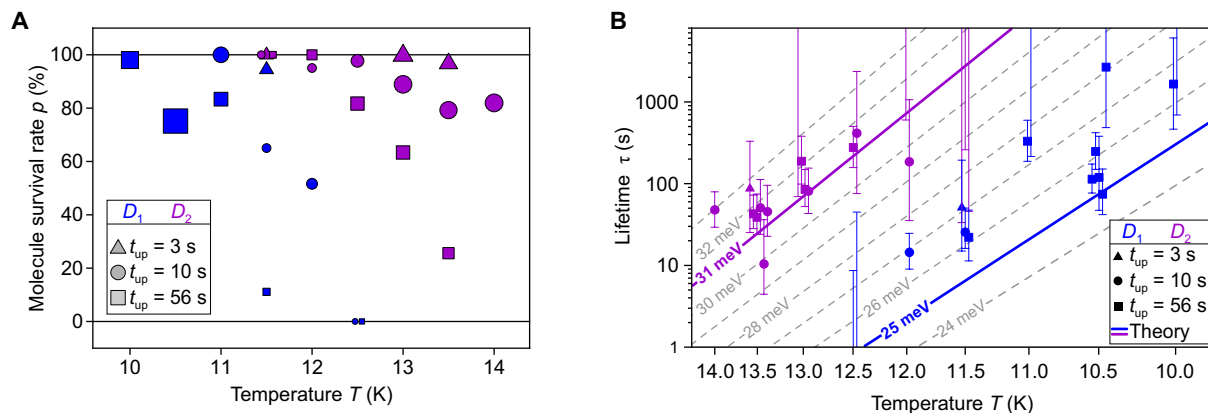 A
Molecule survival rate p (%)
100
80
60
40
20
0
D₁ D₂
tup = 3 s
tup = 10 s
tup = 56 s
10 11 12 13 14
Temperature T (K)
B
Lifetime τ (s)
1000
100
10
1
32 meV
-31 meV
30 meV
-28 meV
-26 meV
-25 meV
-24 meV
D₁ D₂
tup = 3 s
tup = 10 s
tup = 56 s
Theory
14.0 13.5 13.0 12.5 12.0 11.5 11.0 10.5 10.0
Temperature T (K)